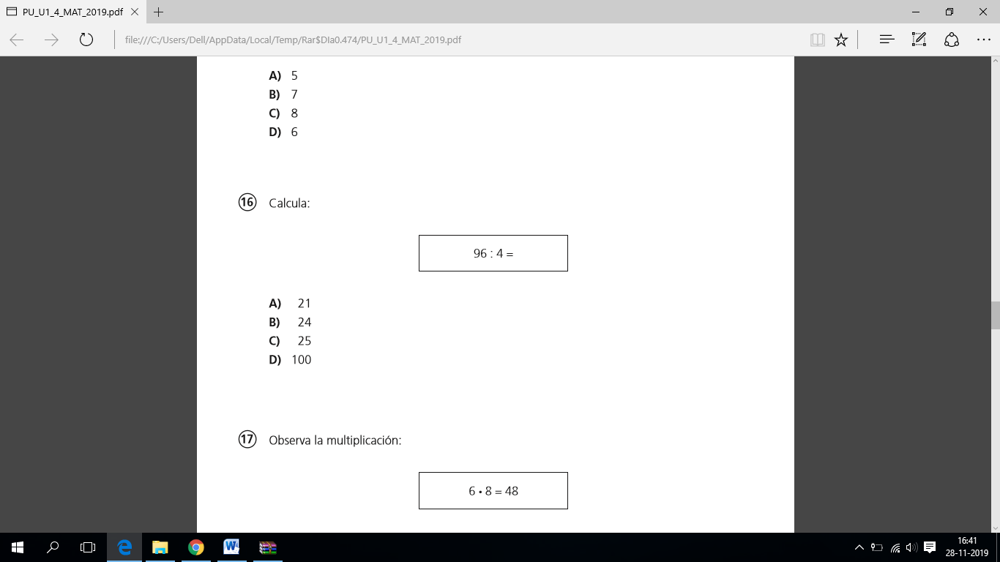 PU_U1_4_MAT_2019.pdf
file:///C:/Users/Dell/AppData/Local/Temp/Rar$DIa0.474/PU_U1_4_MAT_2019.pdf
A) 5
B) 7
C) 8
D) 6
16 Calcula:
96 : 4 =
A) 21
B) 24
C) 25
D) 100
17 Observa la multiplicación:
6 • 8 = 48
16:41
28-11-2019